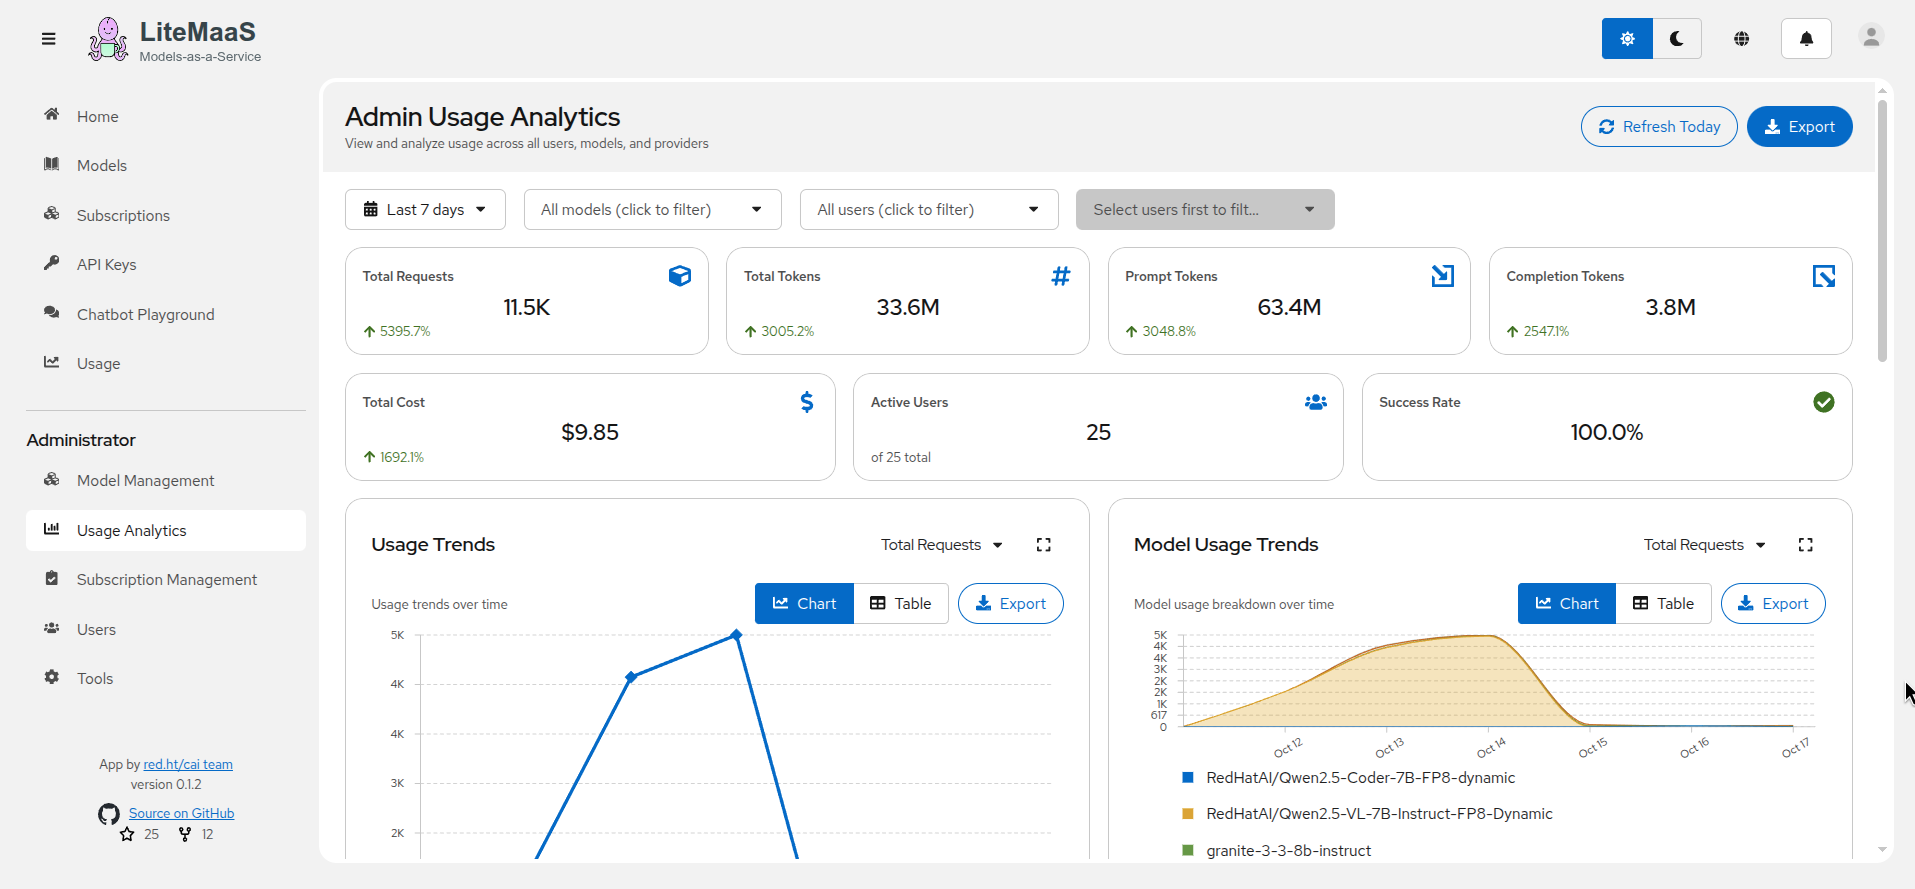 LiteMaaS
Models-as-a-Service
Home
Models
Subscriptions
API Keys
Chatbot Playground
Usage
Administrator
Model Management
Usage Analytics
Subscription Management
Users
Tools
App by red.ht/cai team
version 0.1.2
Source on GitHub
25 12
Admin Usage Analytics
View and analyze usage across all users, models, and providers
Refresh Today Export
Last 7 days All models (click to filter) All users (click to filter) Select users first to filt...
Total Requests
11.5K
5395.7%
Total Tokens
33.6M
3005.2%
Prompt Tokens
63.4M
3048.8%
Completion Tokens
3.8M
2547.1%
Total Cost
$9.85
1692.1%
Active Users
25
of 25 total
Success Rate
100.0%
Usage Trends Total Requests
Usage trends over time Chart Table Export
5K
4K
4K
3K
2K
Model Usage Trends Total Requests
Model usage breakdown over time Chart Table Export
5K
4K
4K
3K
2K
2K
1K
617
0
Oct 12 Oct 13 Oct 14 Oct 15 Oct 16 Oct 17
RedHatAI/Qwen2.5-Coder-7B-FP8-dynamic
RedHatAI/Qwen2.5-VL-7B-Instruct-FP8-Dynamic
granite-3-3-8b-instruct